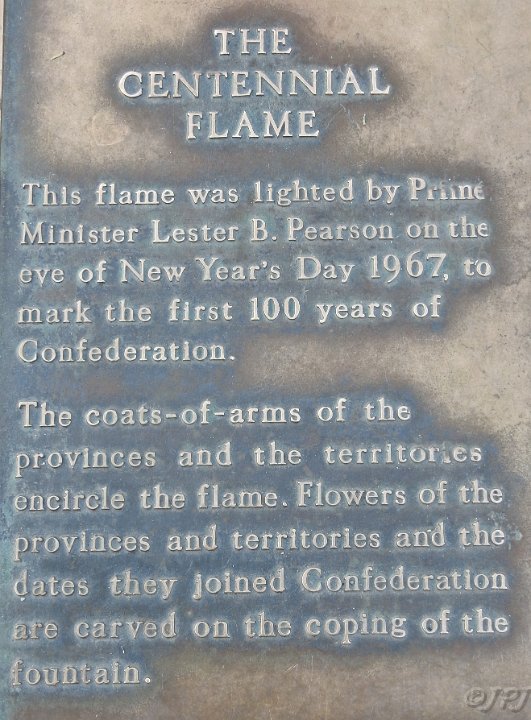 THE
CENTENNIAL
FLAME
This flame was lighted by Prime
Minister Lester B. Pearson on the
eve of New Year's Day 1967, to
mark the first 100 years of
Confederation.
The coats-of-arms of the
provinces and the territories
encircle the flame. Flowers of the
provinces and territories and the
dates they joined Confederation
are carved on the coping of the
fountain.
©JPJ